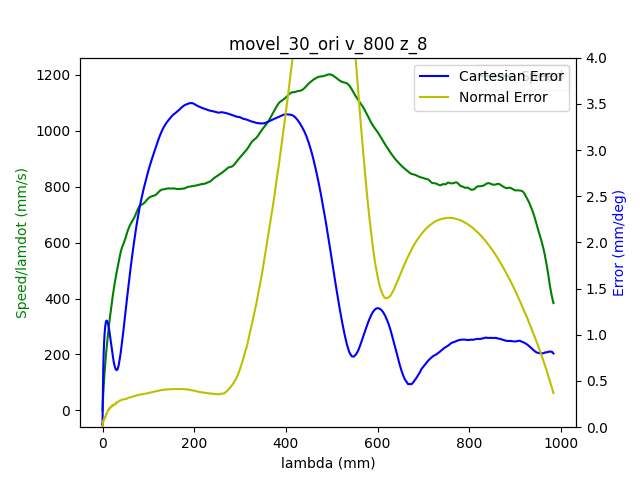 movel_30_ori v_800 z_8
1200
1000
800
600
400
200
0
Speed/lamdot (mm/s)
4.0
3.5
3.0
2.5
2.0
1.5
1.0
0.5
0.0
Error (mm/deg)
Cartesian Error
Normal Error
0 200 400 600 800 1000
lambda (mm)